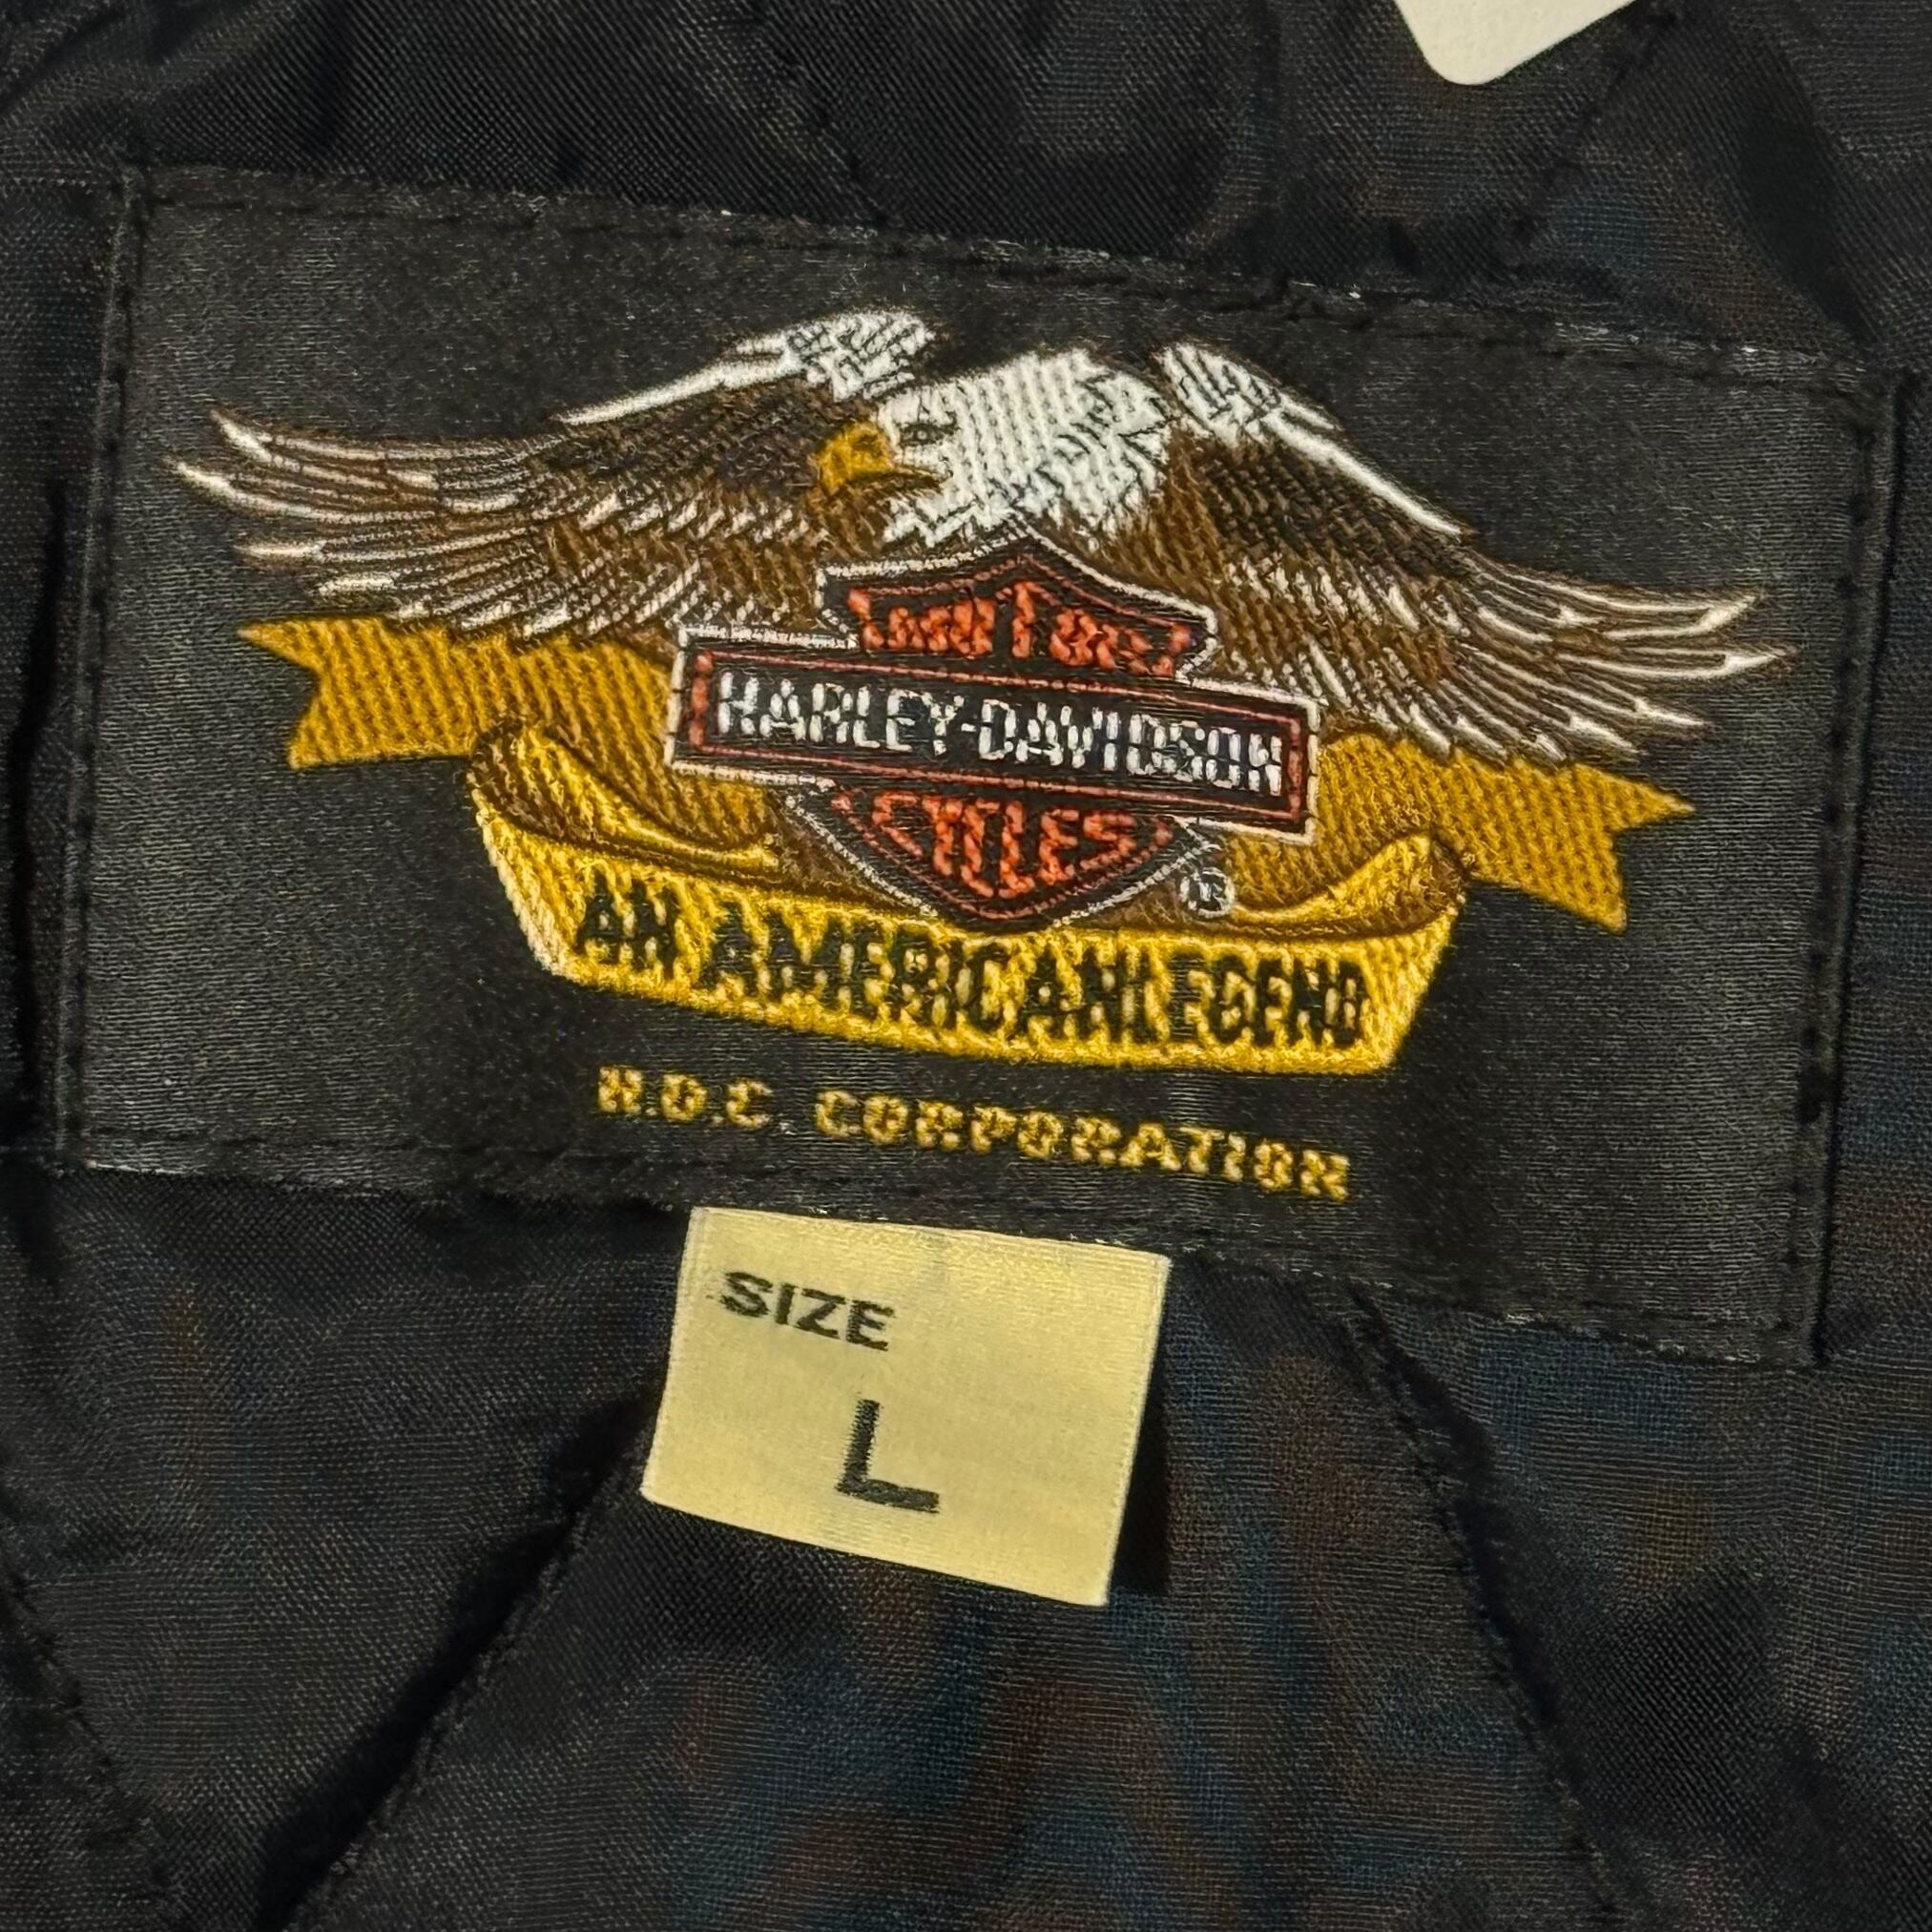 MOTOR
HARLEY-DAVIDSON
CYCLES
®
AN AMERICAN LEGEND
H.D.C. CORPORATION
SIZE
L